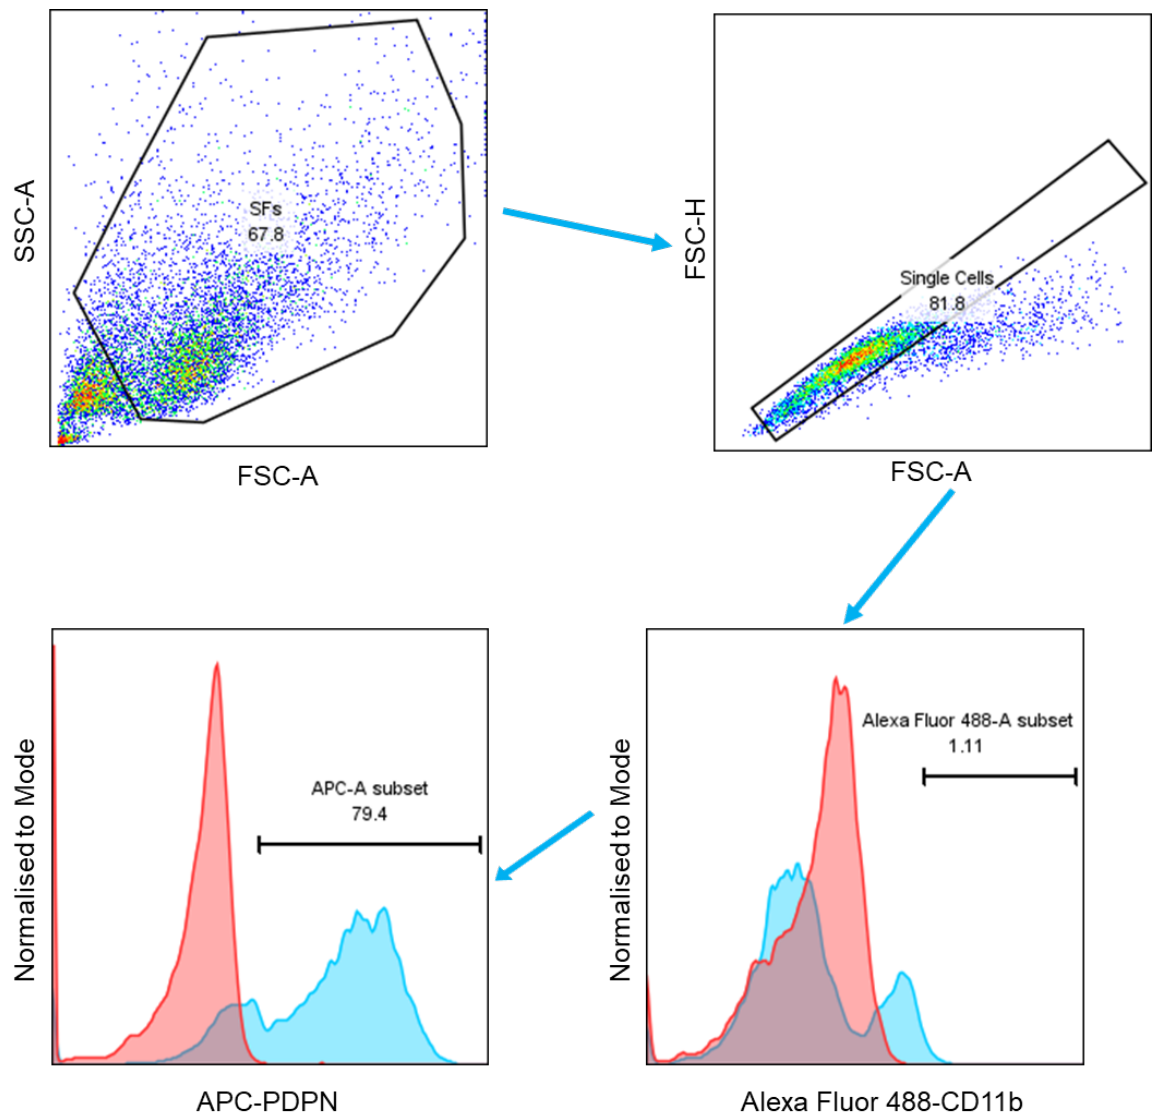 SSC-A
SFs
67.8
FSC-A
FSC-H
Single Cells
81.8
FSC-A
Normalised to Mode
APC-A subset
79.4
APC-PDPN
Normalised to Mode
Alexa Fluor 488-A subset
1.11
Alexa Fluor 488-CD11b